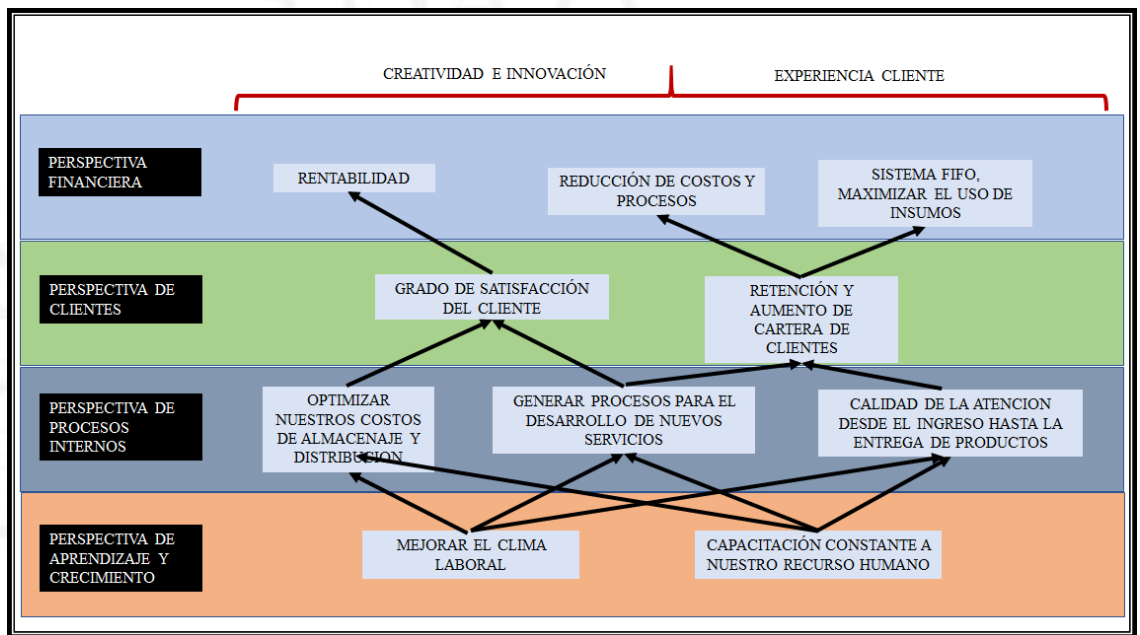 CREATIVIDAD E INNOVACIÓN
EXPERIENCIA CLIENTE
PERSPECTIVA
FINANCIERA
RENTABILIDAD
REDUCCIÓN DE COSTOS Y
PROCESOS
SISTEMA FIFO,
MAXIMIZAR EL USO DE
INSUMOS
PERSPECTIVA DE
CLIENTES
GRADO DE SATISFACCIÓN
DEL CLIENTE
RETENCIÓN Y
AUMENTO DE
CARTERA DE
CLIENTES
PERSPECTIVA DE
PROCESOS
INTERNOS
OPTIMIZAR
NUESTROS COSTOS
DE ALMACENAJE Y
DISTRIBUCION
GENERAR PROCESOS PARA EL
DESARROLLO DE NUEVOS
SERVICIOS
CALIDAD DE LA ATENCION
DESDE EL INGRESO HASTA LA
ENTREGA DE PRODUCTOS
PERSPECTIVA DE
APRENDIZAJE Y
CRECIMIENTO
MEJORAR EL CLIMA
LABORAL
CAPACITACIÓN CONSTANTE A
NUESTRO RECURSO HUMANO